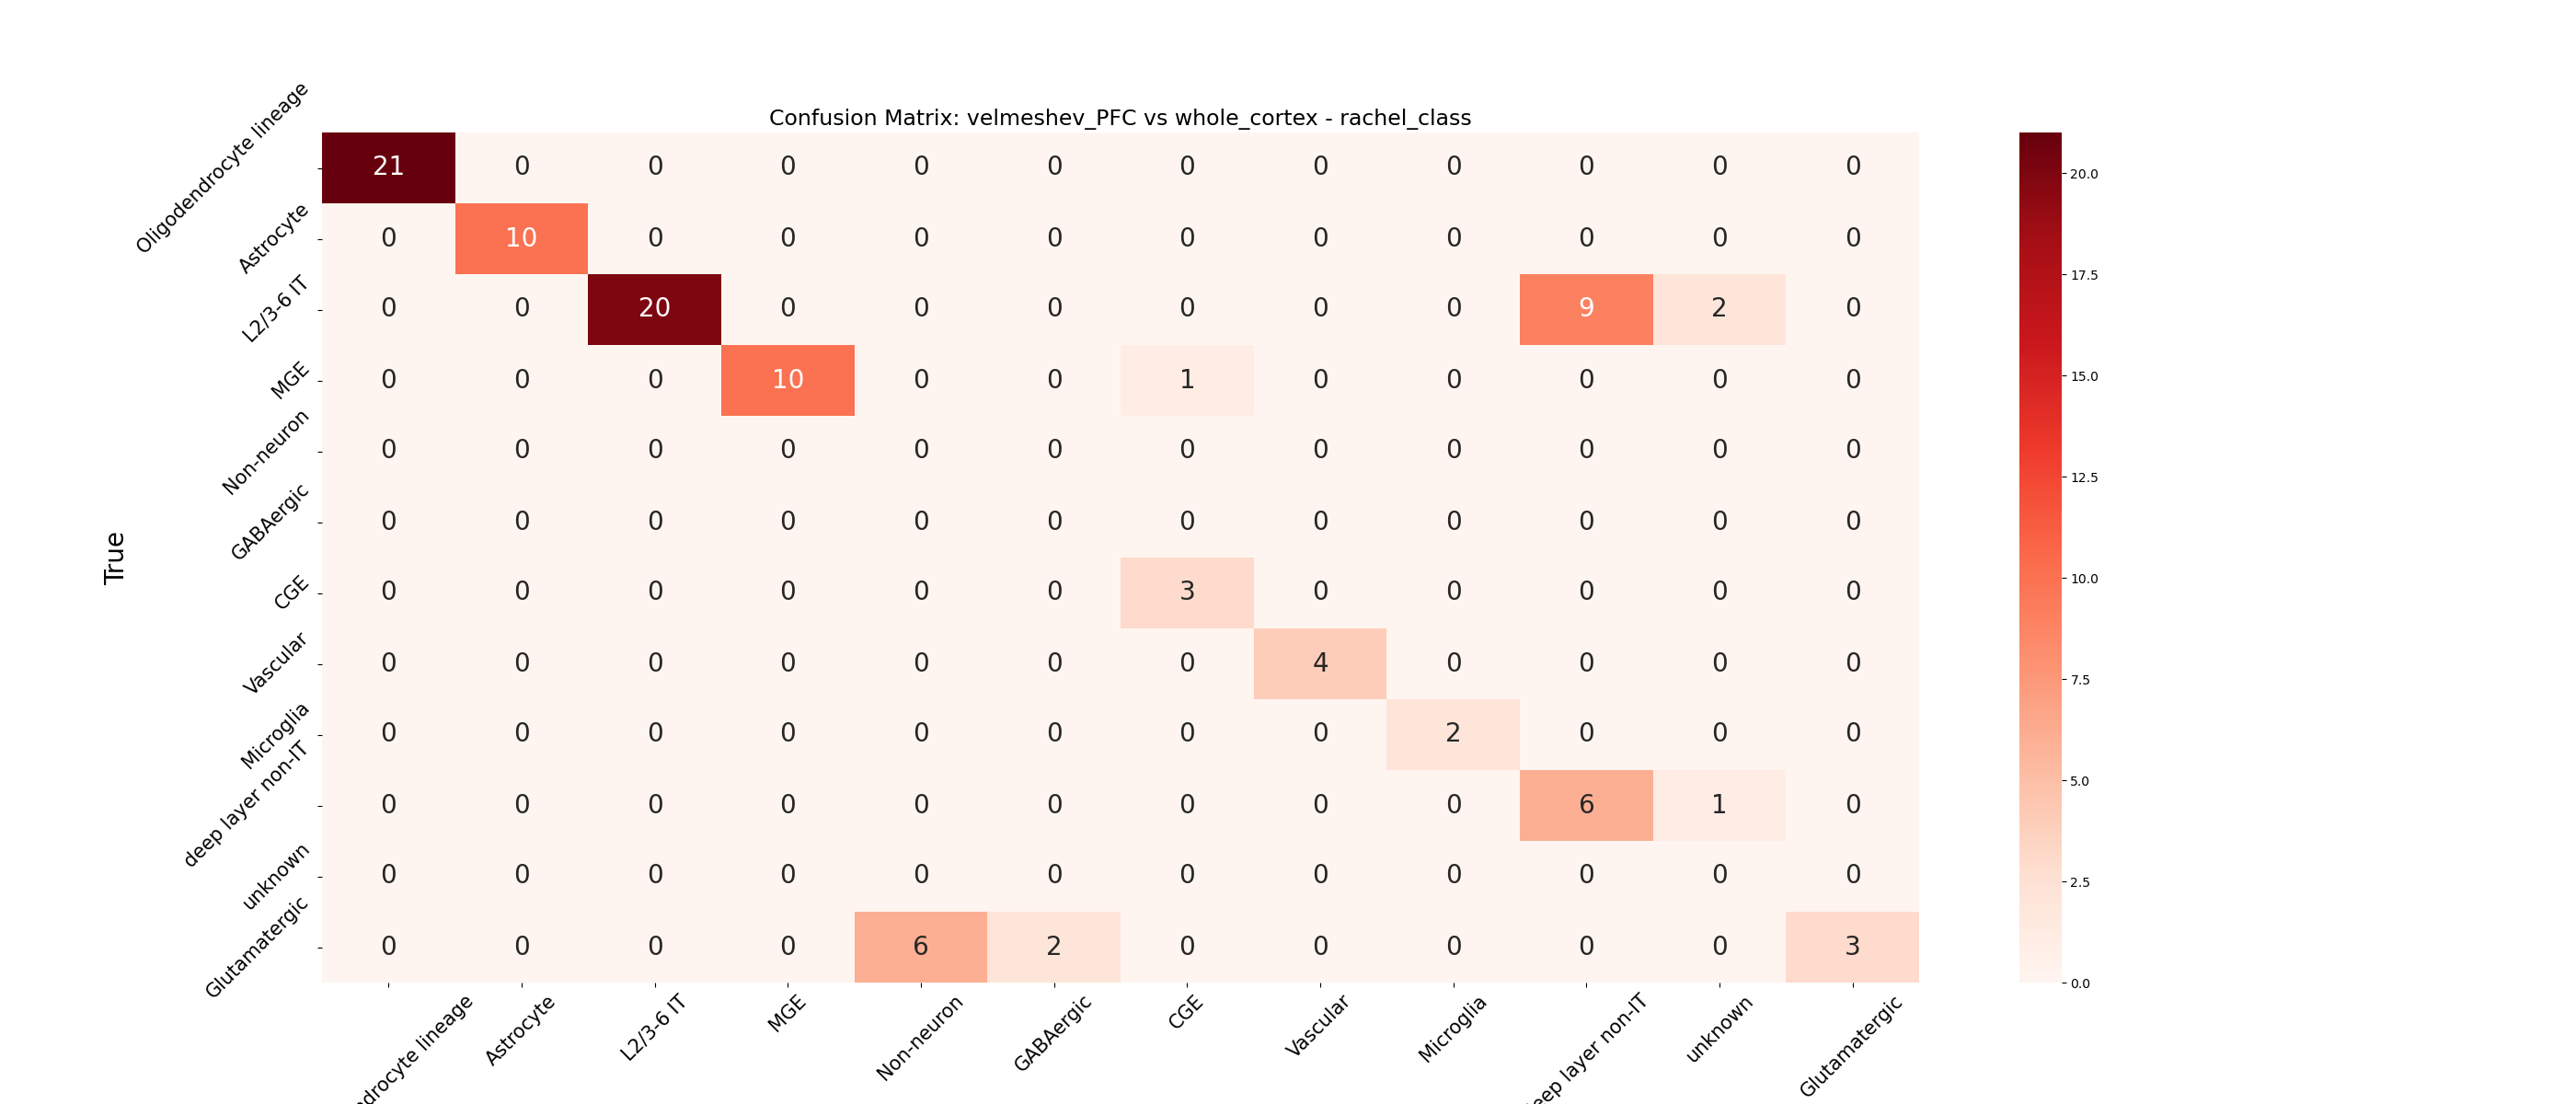 Confusion Matrix: velmeshev_PFC vs whole_cortex - rachel_class
True
Oligodendrocyte lineage 21 0 0 0 0 0 0 0 0 0 0 0
Astrocyte 0 10 0 0 0 0 0 0 0 0 0 0
L2/3-6 IT 0 0 20 0 0 0 0 0 0 9 2 0
MGE 0 0 0 10 0 0 1 0 0 0 0 0
Non-neuron 0 0 0 0 0 0 0 0 0 0 0 0
GABAergic 0 0 0 0 0 0 0 0 0 0 0 0
CGE 0 0 0 0 0 0 3 0 0 0 0 0
Vascular 0 0 0 0 0 0 0 4 0 0 0 0
Microglia 0 0 0 0 0 0 0 0 2 0 0 0
deep layer non-IT 0 0 0 0 0 0 0 0 0 6 1 0
unknown 0 0 0 0 0 0 0 0 0 0 0 0
Glutamatergic 0 0 0 0 6 2 0 0 0 0 0 3
ndrocyte lineage
Astrocyte
L2/3-6 IT
MGE
Non-neuron
GABAergic
CGE
Vascular
Microglia
eep layer non-IT
unknown
Glutamatergic
20.0
17.5
15.0
12.5
10.0
7.5
5.0
2.5
0.0